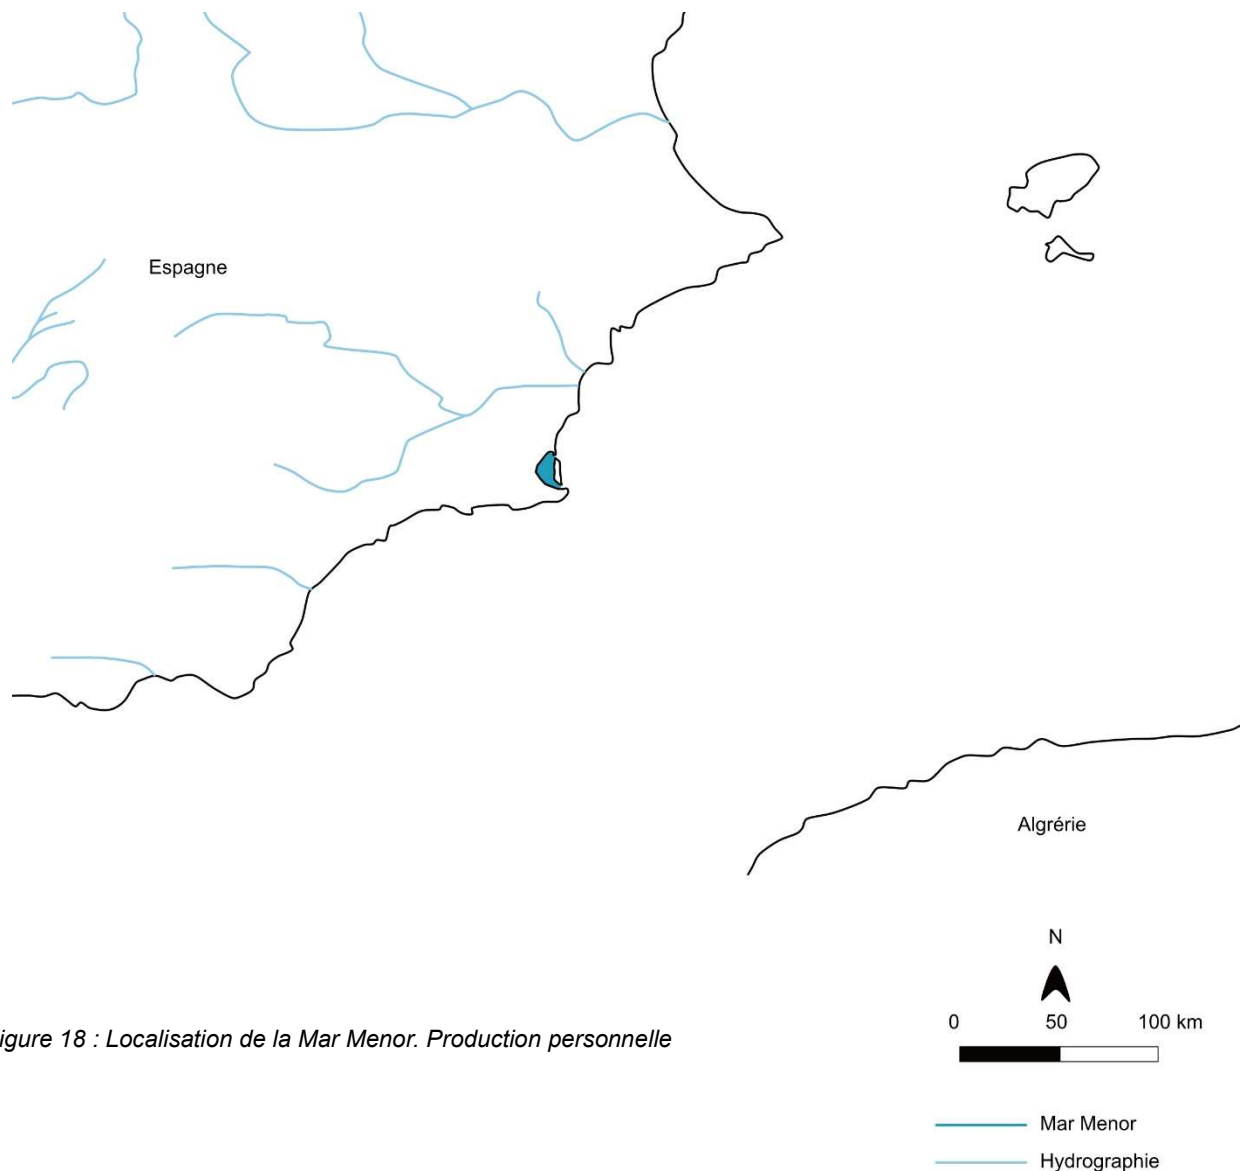 Espagne
Algrérie
N
0 50 100 km
igure 18 : Localisation de la Mar Menor. Production personnelle
Mar Menor
Hydrographie